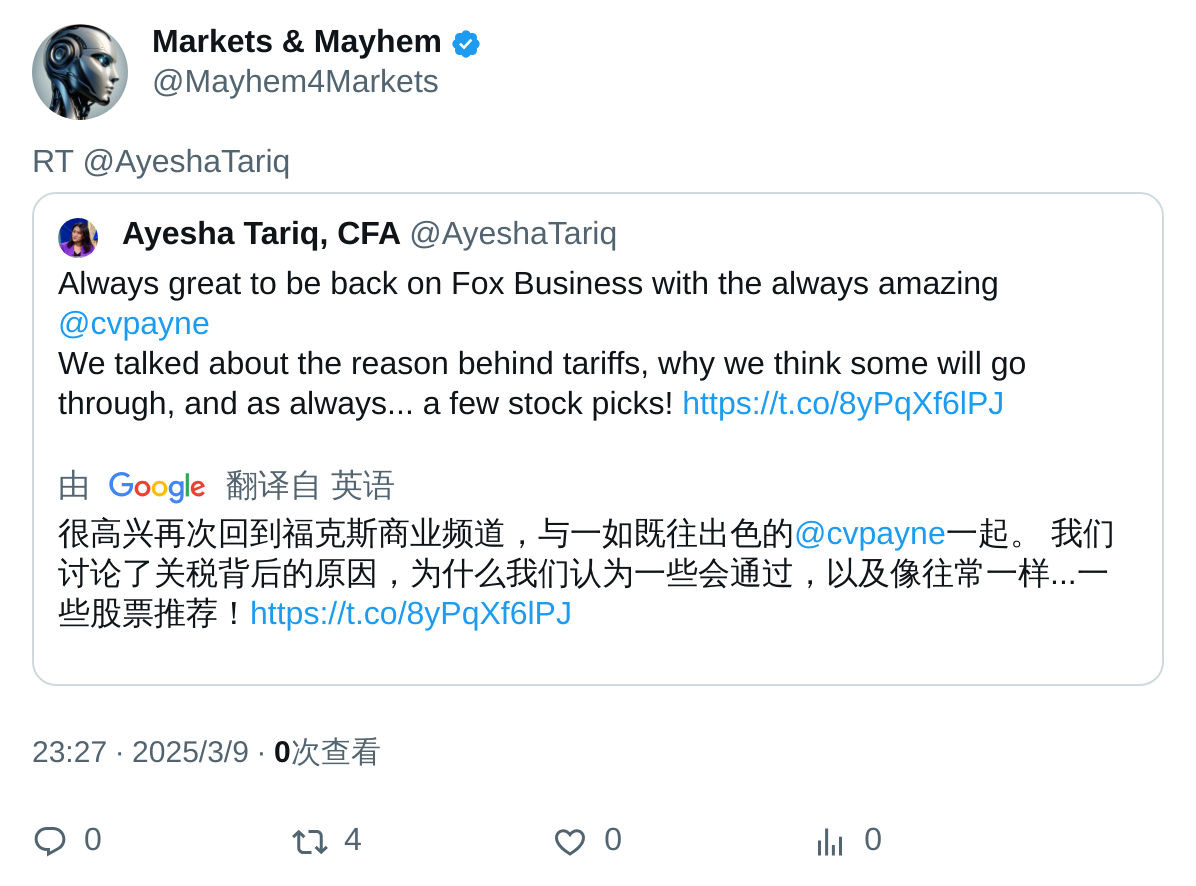 Markets & Mayhem
@Mayhem4Markets
RT @AyeshaTariq
Ayesha Tariq, CFA @AyeshaTariq
Always great to be back on Fox Business with the always amazing
@cvpayne
We talked about the reason behind tariffs, why we think some will go
through, and as always... a few stock picks! https://t.co/8yPqXf6lPJ
由 Google 翻译自 英语
很高兴再次回到福克斯商业频道，与一如既往出色的@cvpayne一起。 我们
讨论了关税背后的原因，为什么我们认为一些会通过，以及像往常一样...一
些股票推荐！https://t.co/8yPqXf6lPJ
23:27 · 2025/3/9 · 0次查看
0 4 0 0